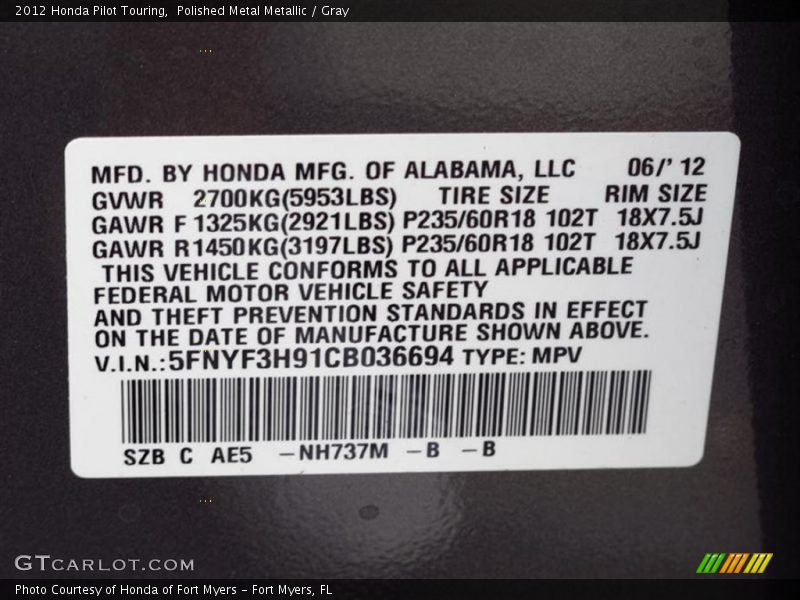 2012 Honda Pilot Touring,  Polished Metal Metallic / Gray
MFD. BY HONDA MFG. OF ALABAMA, LLC 06/' 12
GVWR 2700KG(5953LBS) TIRE SIZE RIM SIZE
GAWR F 1325KG(2921LBS) P235/60R18 102T 18X7.5J
GAWR R1450KG(3197LBS) P235/60R18 102T 18X7.5J
THIS VEHICLE CONFORMS TO ALL APPLICABLE
FEDERAL MOTOR VEHICLE SAFETY
AND THEFT PREVENTION STANDARDS IN EFFECT
ON THE DATE OF MANUFACTURE SHOWN ABOVE.
V.I.N.:5FNYF3H91CB036694 TYPE: MPV
SZB C AE5 –NH737M –B –B
GTCARLOT.COM
Photo Courtesy of Honda of Fort Myers – Fort Myers, FL